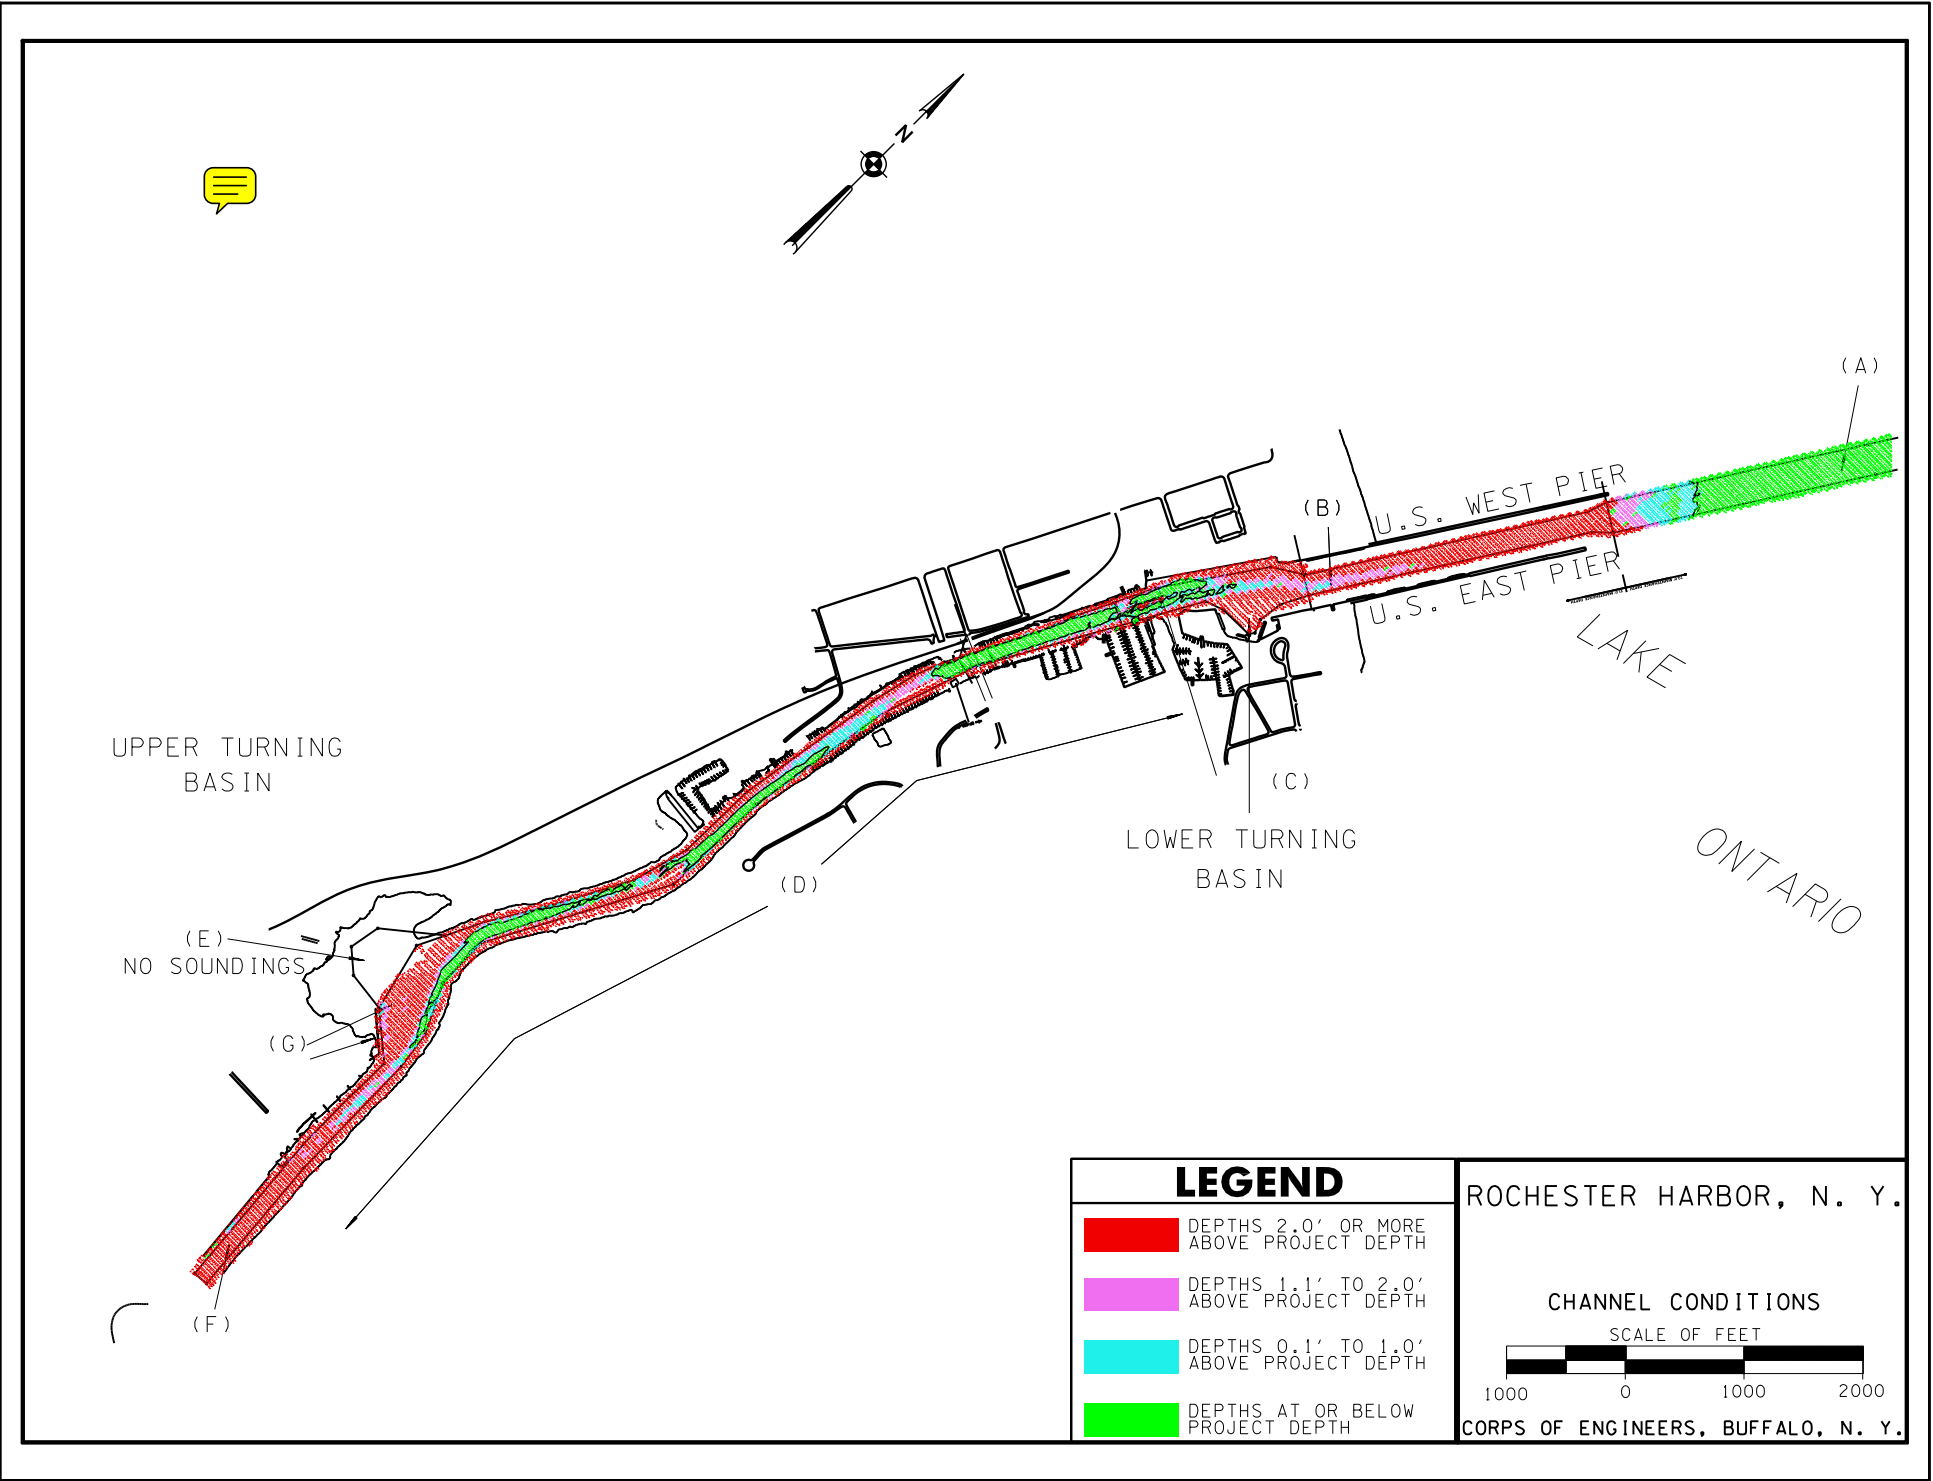 N
(A)
U.S. WEST PIER
(B)
U.S. EAST PIER
LAKE
ONTARIO
UPPER TURNING
BASIN
(C)
LOWER TURNING
BASIN
(D)
(E)
NO SOUNDINGS
(G)
(F)
LEGEND
DEPTHS 2.0' OR MORE
ABOVE PROJECT DEPTH
DEPTHS 1.1' TO 2.0'
ABOVE PROJECT DEPTH
DEPTHS 0.1' TO 1.0'
ABOVE PROJECT DEPTH
DEPTHS AT OR BELOW
PROJECT DEPTH
ROCHESTER HARBOR, N. Y.
CHANNEL CONDITIONS
SCALE OF FEET
1000 0 1000 2000
CORPS OF ENGINEERS, BUFFALO, N. Y.